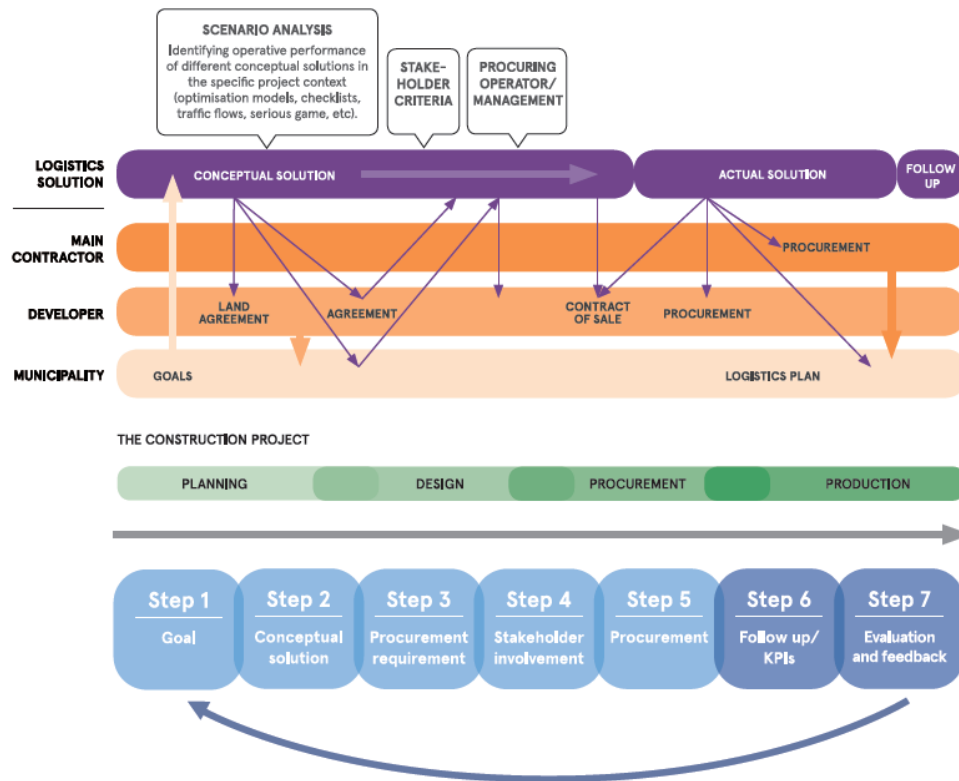 SCENARIO ANALYSIS
Identifying operative performance
of different conceptual solutions in
the specific project context
(optimisation models, checklists,
traffic flows, serious game, etc).
STAKE-
HOLDER
CRITERIA
PROCURING
OPERATOR/
MANAGEMENT
LOGISTICS
SOLUTION
CONCEPTUAL SOLUTION
ACTUAL SOLUTION
FOLLOW
UP
MAIN
CONTRACTOR
PROCUREMENT
DEVELOPER
LAND
AGREEMENT
AGREEMENT
CONTRACT
OF SALE
PROCUREMENT
MUNICIPALITY
GOALS
LOGISTICS PLAN
THE CONSTRUCTION PROJECT
PLANNING
DESIGN
PROCUREMENT
PRODUCTION
Step 1
Goal
Step 2
Conceptual
solution
Step 3
Procurement
requirement
Step 4
Stakeholder
involvement
Step 5
Procurement
Step 6
Follow up/
KPIs
Step 7
Evaluation
and feedback